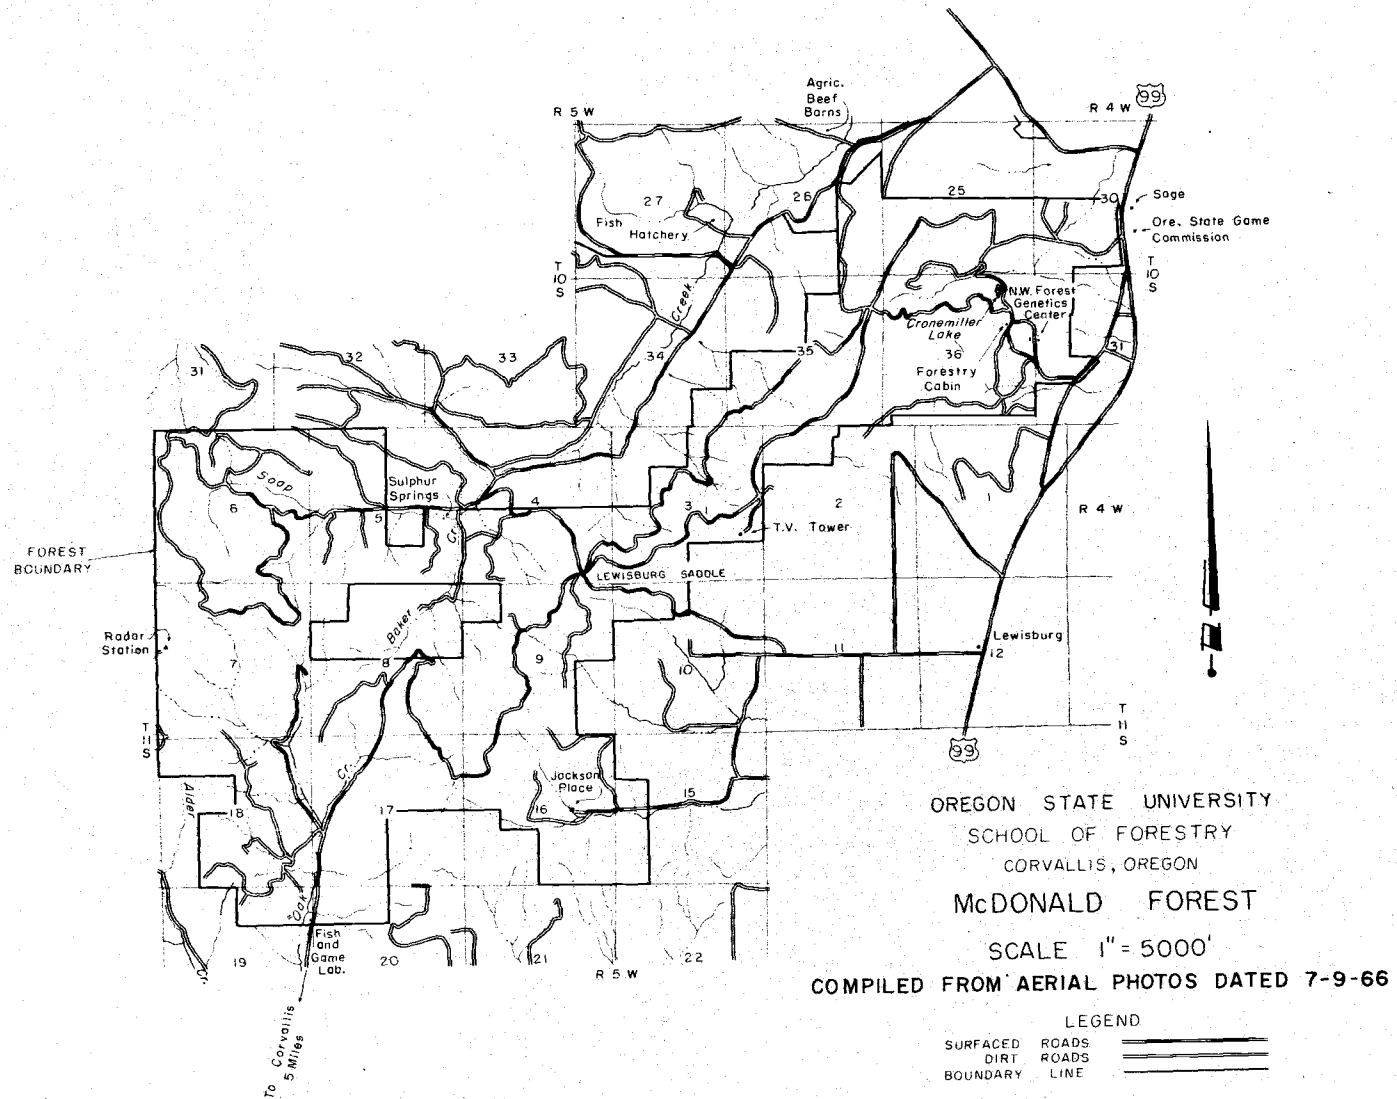 Agric.
Beef
Barns
R 5 W
R 4 W
99
27
26
25
30
Sage
Fish
Hatchery
Ore. State Game
Commission
T
10
S
T
10
S
Creek
N.W. Forest
Genetics
Center
Cronemiller
Lake
31
32
33
34
35
36
31
Forestry
Cabin
Soap
Sulphur
Springs
6
5
4
3
2
1
Cr.
T.V. Tower
R 4 W
FOREST
BOUNDARY
LEWISBURG SADDLE
Baker
Radar
Station
Lewisburg
7
8
9
10
11
12
T
11
S
T
11
S
99
Cr.
Jackson
Place
Alder
18
17
16
15
"Oak
Fish
and
Game
Lab.
Cr.
19
20
21
R 5 W
22
To Corvallis
5 Miles
OREGON STATE UNIVERSITY
SCHOOL OF FORESTRY
CORVALLIS, OREGON
McDONALD FOREST
SCALE 1" = 5000'
COMPILED FROM AERIAL PHOTOS DATED 7-9-66
LEGEND
SURFACED ROADS
DIRT ROADS
BOUNDARY LINE